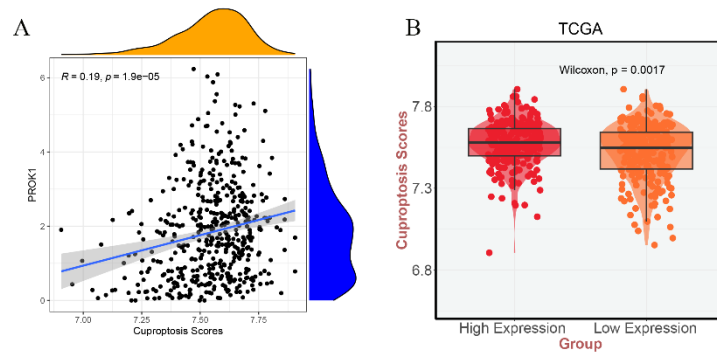 A
R = 0.19, p = 1.9e−05
PROK1
6
4
2
0
7.00
7.25
7.50
7.75
Cuproptosis Scores
B
TCGA
Wilcoxon, p = 0.0017
Cuproptosis Scores
7.8
7.3
6.8
High Expression
Low Expression
Group